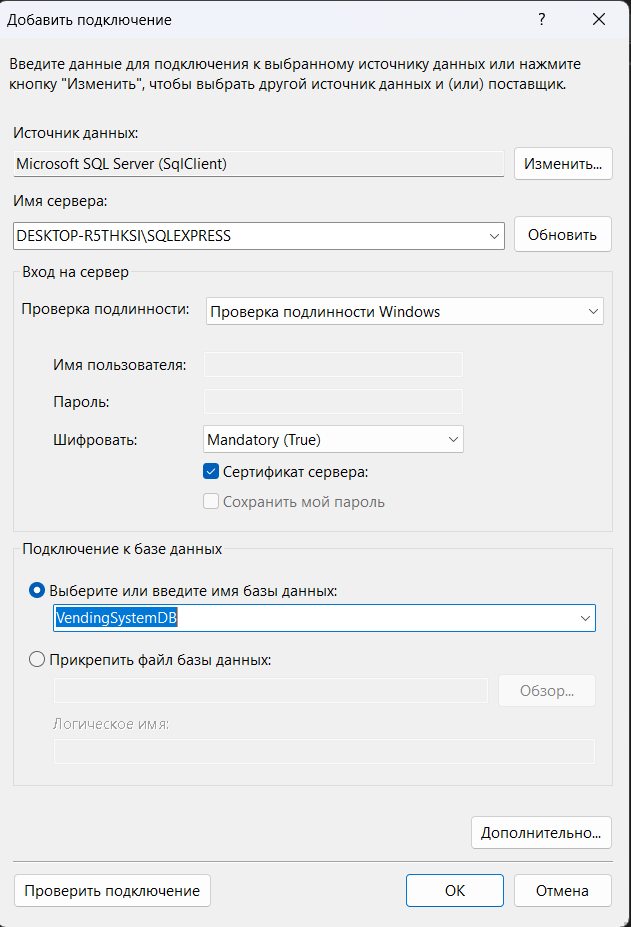 Добавить подключение
?
Введите данные для подключения к выбранному источнику данных или нажмите
кнопку "Изменить", чтобы выбрать другой источник данных и (или) поставщик.
Источник данных:
Microsoft SQL Server (SqlClient)
Изменить...
Имя сервера:
DESKTOP-R5THKSI\SQLEXPRESS
Обновить
Вход на сервер
Проверка подлинности:
Проверка подлинности Windows
Имя пользователя:
Пароль:
Шифровать:
Mandatory (True)
Сертификат сервера:
Сохранить мой пароль
Подключение к базе данных
Выберите или введите имя базы данных:
VendingSystemDB
Прикрепить файл базы данных:
Обзор...
Логическое имя:
Дополнительно...
Проверить подключение
ОК
Отмена